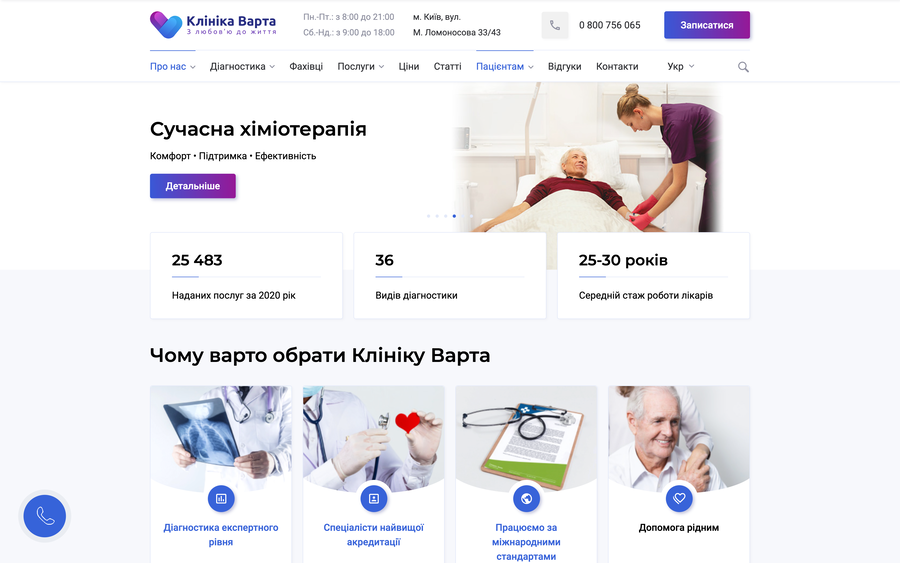 Клініка Варта
З любов'ю до життя
Пн.-Пт.: з 8:00 до 21:00
Сб.-Нд.: з 9:00 до 18:00
м. Київ, вул.
М. Ломоносова 33/43
0 800 756 065
Записатися
Про нас
Діагностика
Фахівці
Послуги
Ціни
Статті
Пацієнтам
Відгуки
Контакти
Укр
Сучасна хіміотерапія
Комфорт • Підтримка • Ефективність
Детальніше
25 483
Наданих послуг за 2020 рік
36
Видів діагностики
25-30 років
Середній стаж роботи лікарів
Чому варто обрати Клініку Варта
Діагностика експертного
рівня
Спеціалісти найвищої
акредитації
Працюємо за
міжнародними
стандартами
Допомога рідним